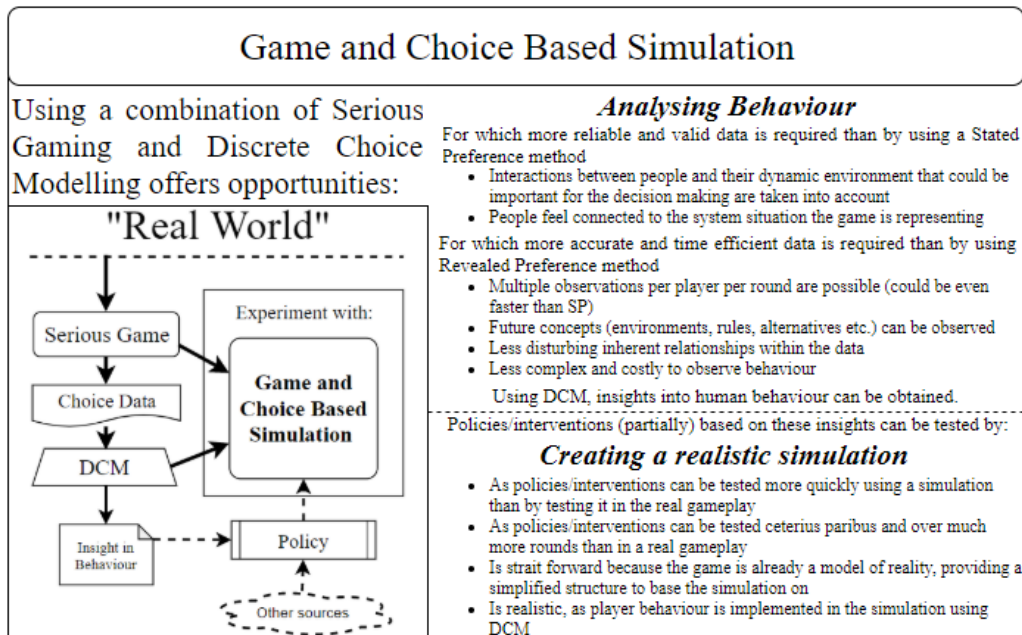 Game and Choice Based Simulation
Using a combination of Serious
Gaming and Discrete Choice
Modelling offers opportunities:
"Real World"
Serious Game
Choice Data
DCM
Insight in
Behaviour
Experiment with:
Game and
Choice Based
Simulation
Policy
Other sources
Analysing Behaviour
For which more reliable and valid data is required than by using a Stated
Preference method
• Interactions between people and their dynamic environment that could be
important for the decision making are taken into account
• People feel connected to the system situation the game is representing
For which more accurate and time efficient data is required than by using
Revealed Preference method
• Multiple observations per player per round are possible (could be even
faster than SP)
• Future concepts (environments, rules, alternatives etc.) can be observed
• Less disturbing inherent relationships within the data
• Less complex and costly to observe behaviour
Using DCM, insights into human behaviour can be obtained.
Policies/interventions (partially) based on these insights can be tested by:
Creating a realistic simulation
• As policies/interventions can be tested more quickly using a simulation
than by testing it in the real gameplay
• As policies/interventions can be tested ceterius paribus and over much
more rounds than in a real gameplay
• Is strait forward because the game is already a model of reality, providing a
simplified structure to base the simulation on
• Is realistic, as player behaviour is implemented in the simulation using
DCM